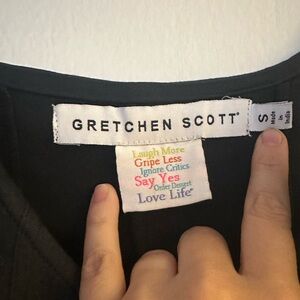 GRETCHEN SCOTT®
S
Made
in
India
Laugh More
Gripe Less
Ignore Critics
Say Yes
Order Dessert
Love Life®